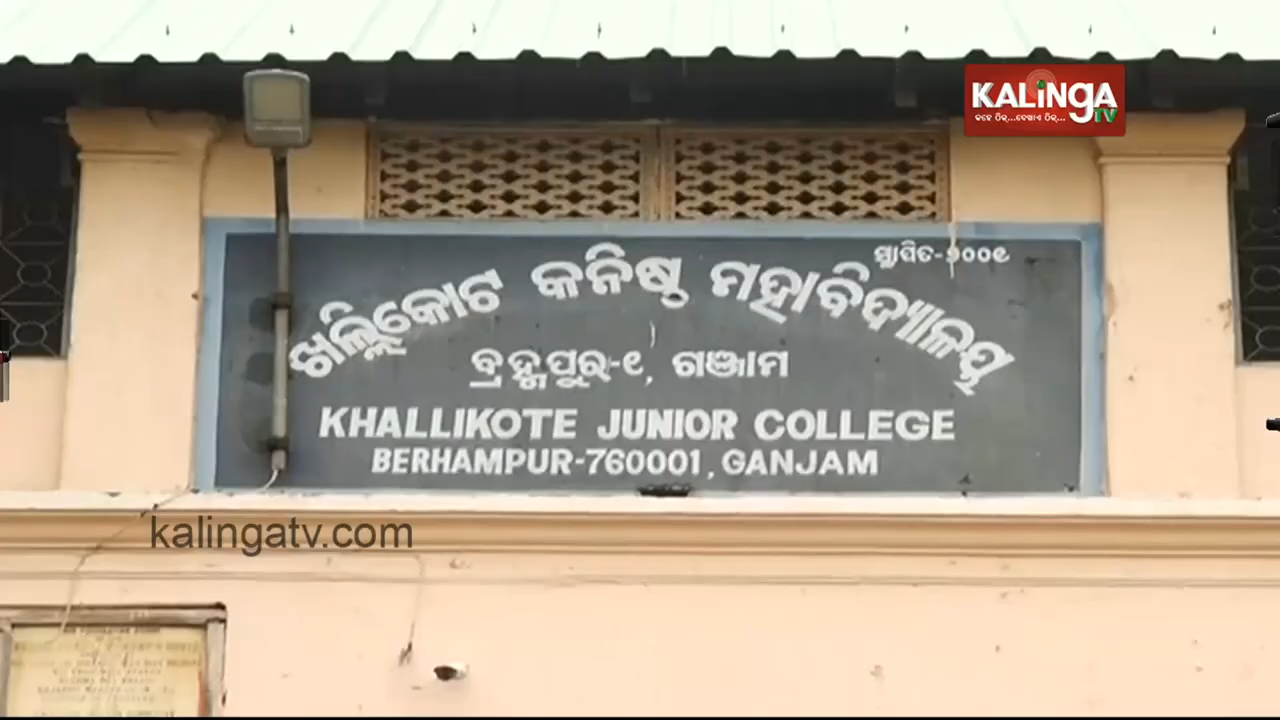 KALINGA TV
କହେ ଠିକ୍...ଦେଖାଏ ଠିକ୍...
ସ୍ଥାପିତ-୨୦୦୧
ଖଲ୍ଲିକୋଟ କନିଷ୍ଠ ମହାବିଦ୍ୟାଳୟ
ବ୍ରହ୍ମପୁର-୧, ଗଞ୍ଜାମ
KHALLIKOTE JUNIOR COLLEGE
BERHAMPUR-760001, GANJAM
kalingatv.com